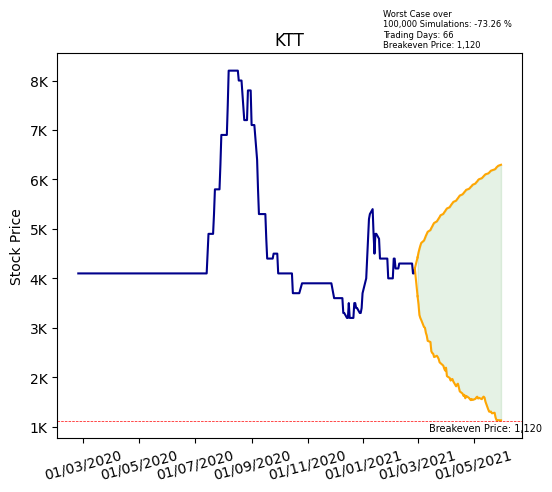 Worst Case over
100,000 Simulations: -73.26 %
Trading Days: 66
Breakeven Price: 1,120
KTT
Stock Price
8K
7K
6K
5K
4K
3K
2K
1K
Breakeven Price: 1,120
01/03/2020
01/05/2020
01/07/2020
01/09/2020
01/11/2020
01/01/2021
01/03/2021
01/05/2021